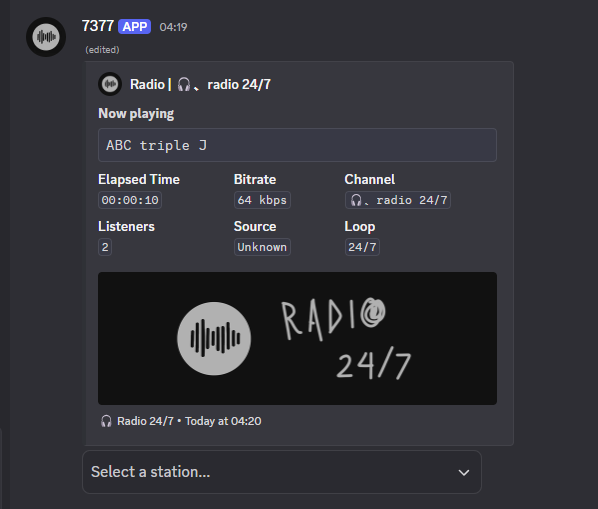 7377 APP 04:19
(edited)
Radio | 🎧、radio 24/7
Now playing
ABC triple J
Elapsed Time Bitrate Channel
00:00:10 64 kbps 🎧、radio 24/7
Listeners Source Loop
2 Unknown 24/7
RADIO
24/7
🎧 Radio 24/7 • Today at 04:20
Select a station...